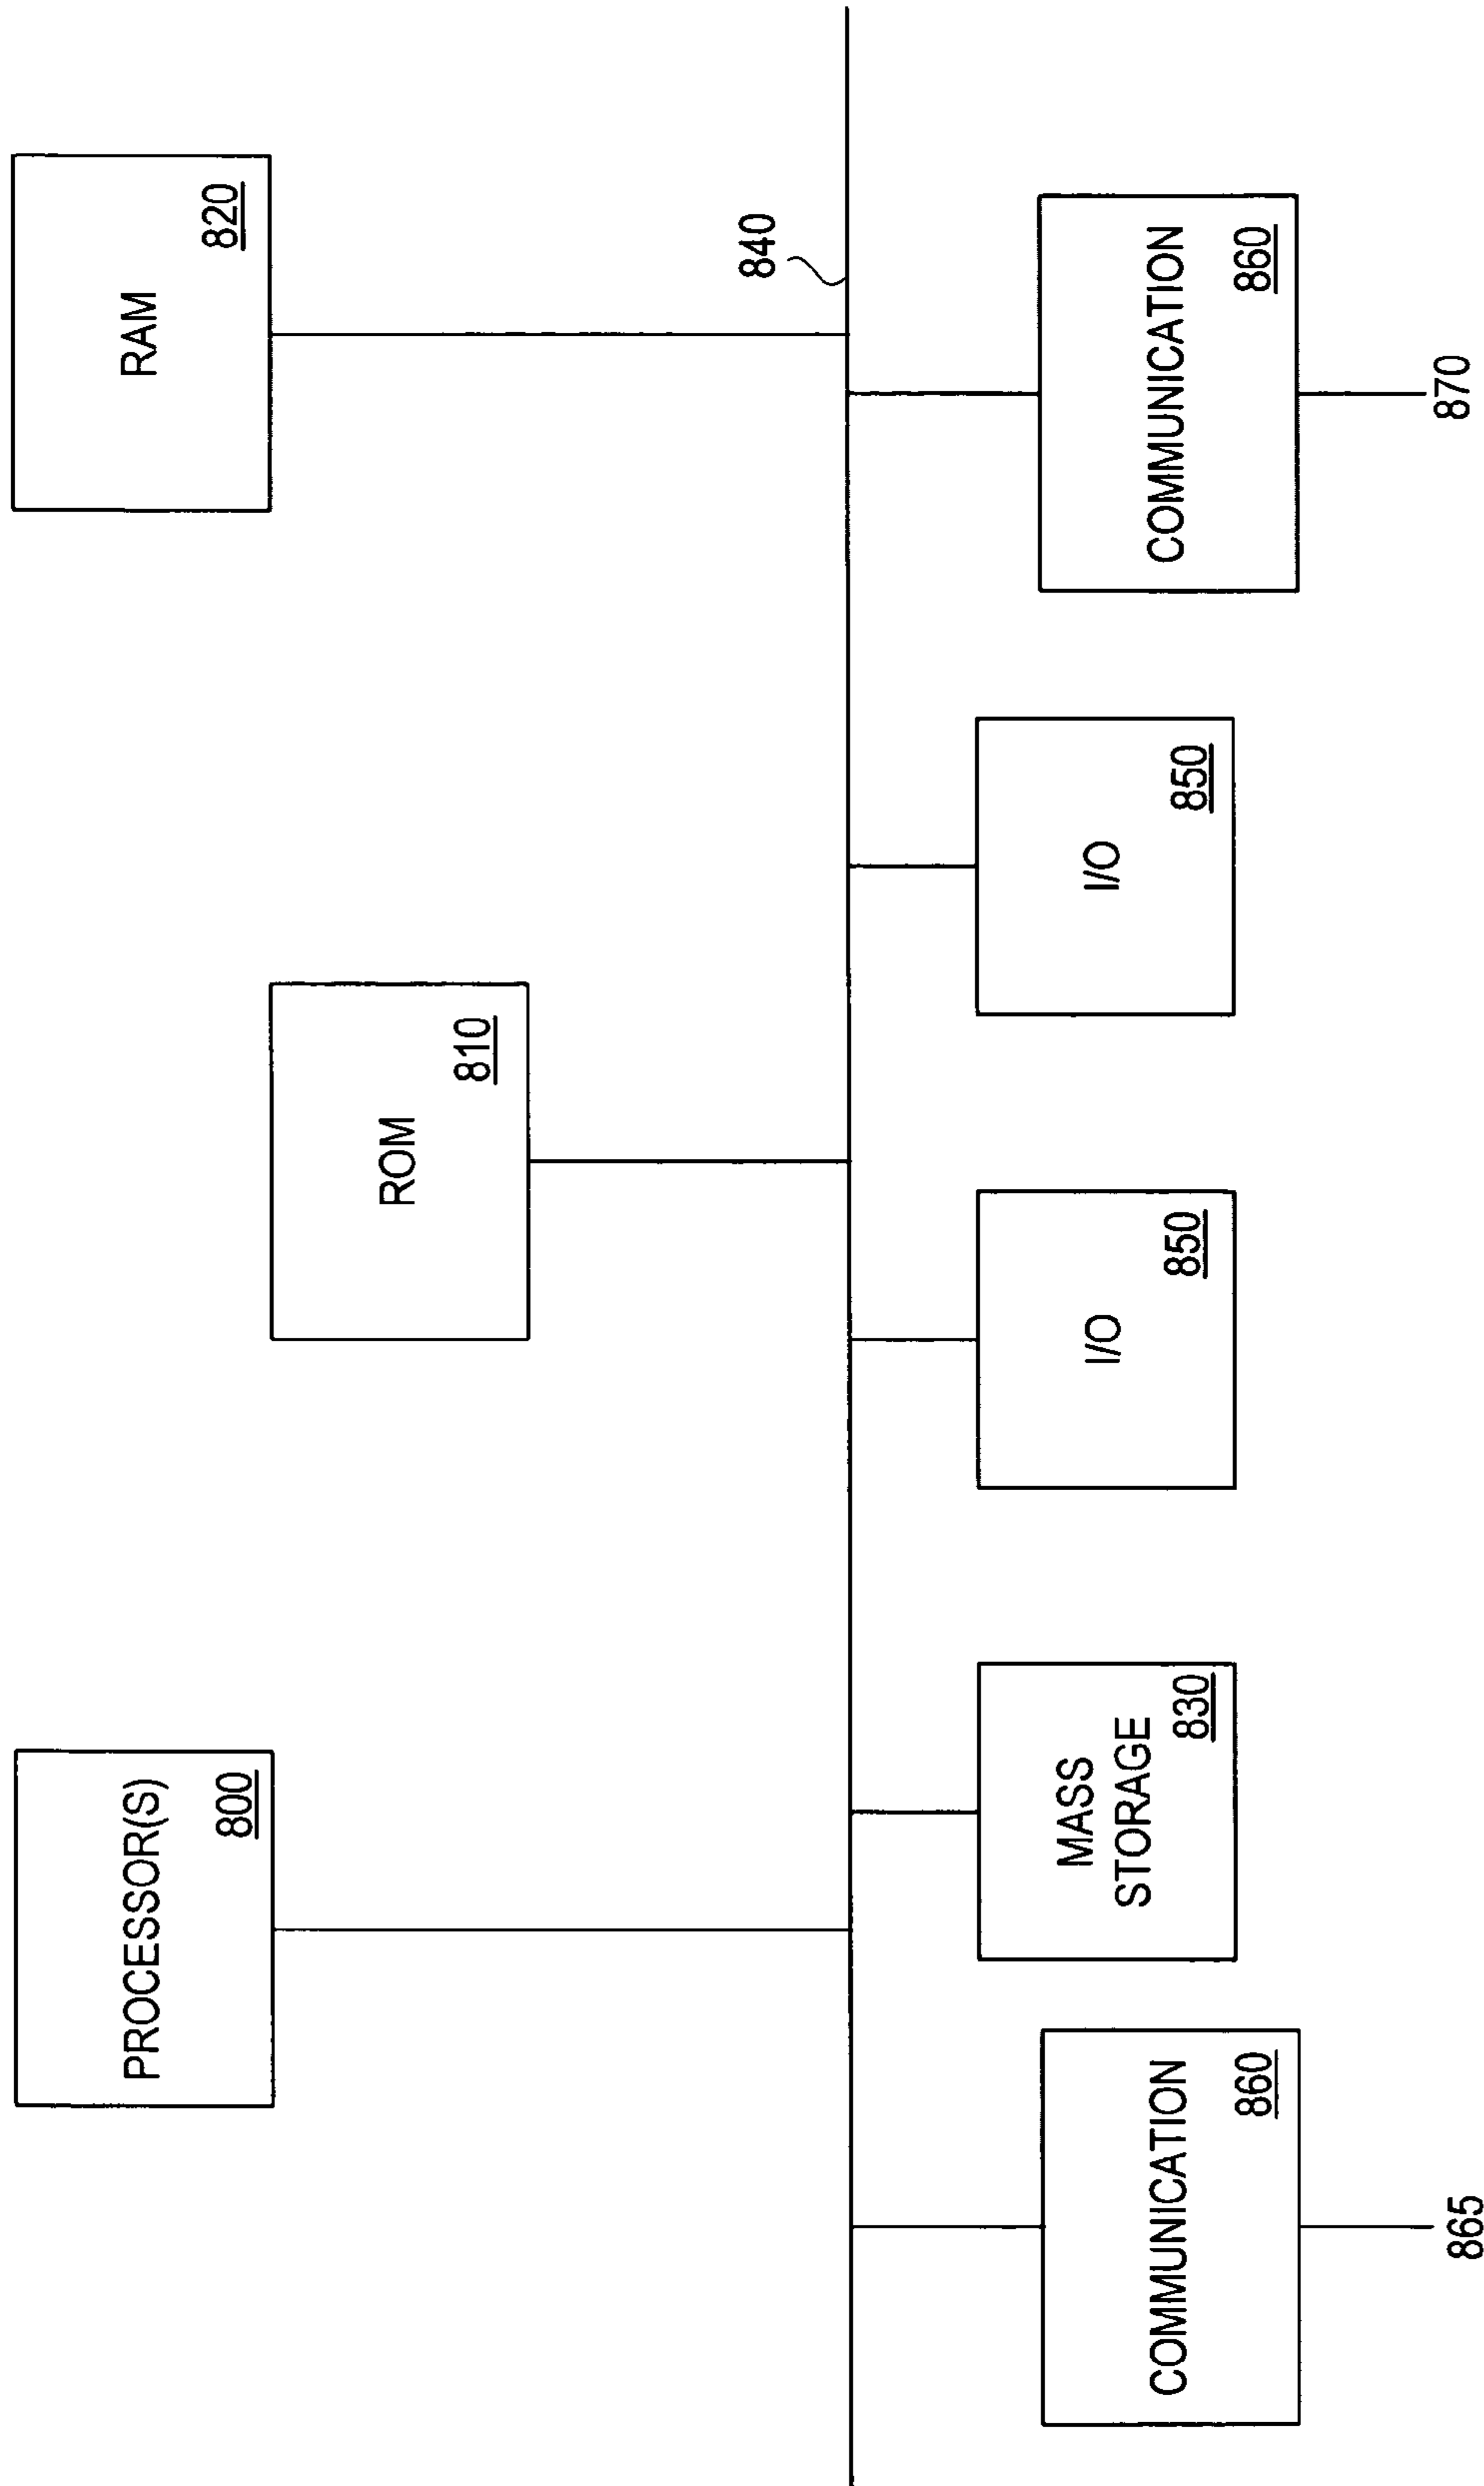 PROCESSOR(S)
800
ROM
810
RAM
820
840
COMMUNICATION
860
865
MASS
STORAGE
830
I/O
850
I/O
850
COMMUNICATION
860
870